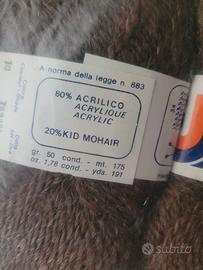 A norma della legge n. 883
80% ACRILICO
ACRYLIQUE
ACRYLIC
20% KID MOHAIR
gr. 50 cond. - mt. 175
oz. 1,78 cond. - yds. 191
subito